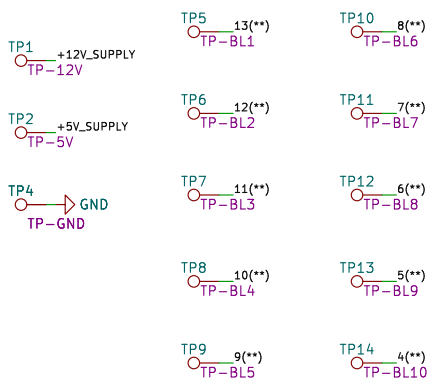 TP1
+12V_SUPPLY
TP-12V
TP2
+5V_SUPPLY
TP-5V
TP4
GND
TP-GND
TP5
13(**)
TP-BL1
TP6
12(**)
TP-BL2
TP7
11(**)
TP-BL3
TP8
10(**)
TP-BL4
TP9
9(**)
TP-BL5
TP10
8(**)
TP-BL6
TP11
7(**)
TP-BL7
TP12
6(**)
TP-BL8
TP13
5(**)
TP-BL9
TP14
4(**)
TP-BL10